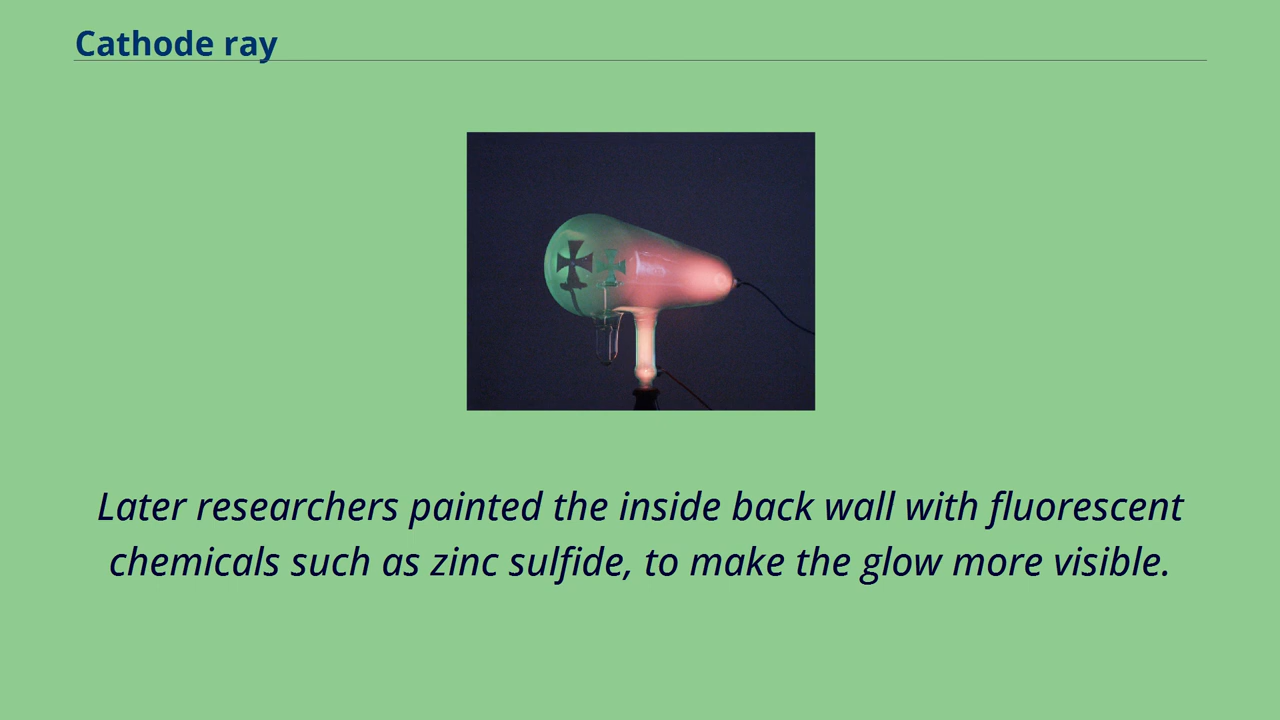 Cathode ray
Later researchers painted the inside back wall with fluorescent
chemicals such as zinc sulfide, to make the glow more visible.